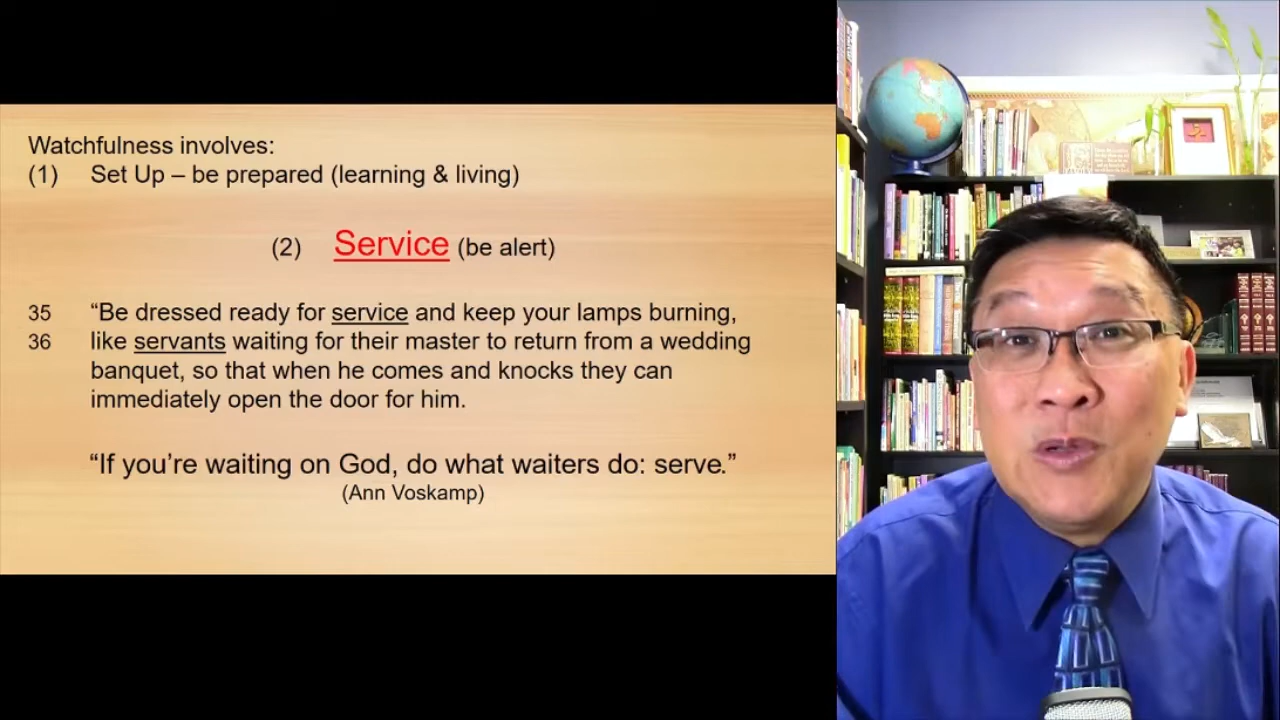 Watchfulness involves:
(1) Set Up – be prepared (learning & living)
(2) Service (be alert)
35 “Be dressed ready for service and keep your lamps burning,
36 like servants waiting for their master to return from a wedding
banquet, so that when he comes and knocks they can
immediately open the door for him.
“If you’re waiting on God, do what waiters do: serve.”
(Ann Voskamp)